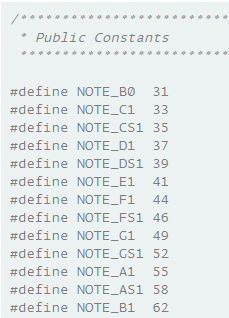 /*************************
* Public Constants
*************************
#define NOTE_B0 31
#define NOTE_C1 33
#define NOTE_CS1 35
#define NOTE_D1 37
#define NOTE_DS1 39
#define NOTE_E1 41
#define NOTE_F1 44
#define NOTE_FS1 46
#define NOTE_G1 49
#define NOTE_GS1 52
#define NOTE_A1 55
#define NOTE_AS1 58
#define NOTE_B1 62